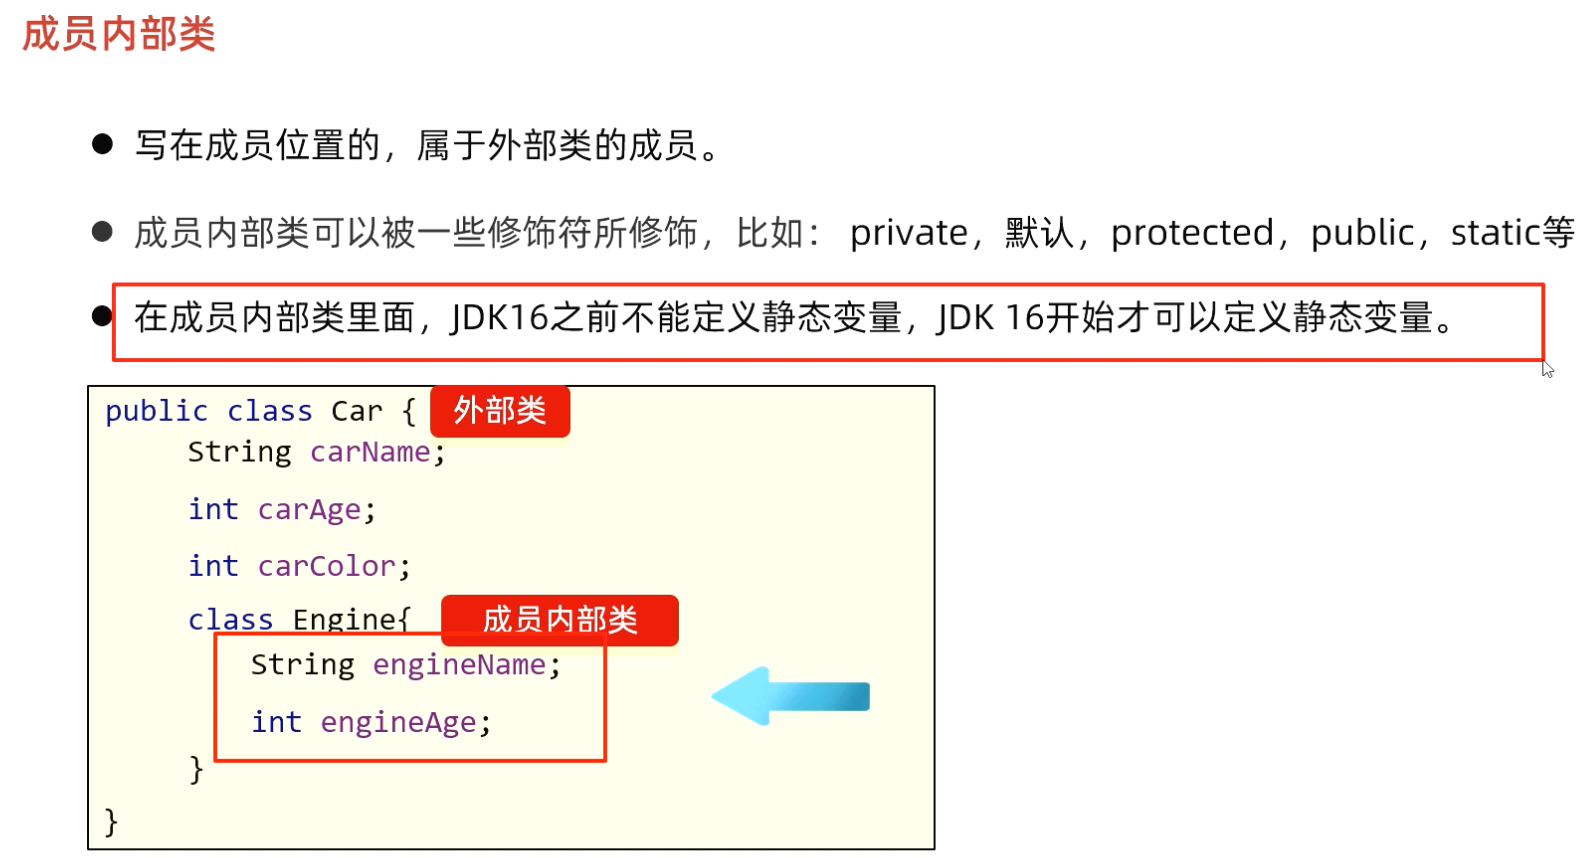 成员内部类
● 写在成员位置的，属于外部类的成员。
● 成员内部类可以被一些修饰符所修饰，比如： private，默认，protected，public，static等
● 在成员内部类里面，JDK16之前不能定义静态变量，JDK 16开始才可以定义静态变量。
public class Car { 外部类
String carName;
int carAge;
int carColor;
class Engine{ 成员内部类
String engineName;
int engineAge;
}
}